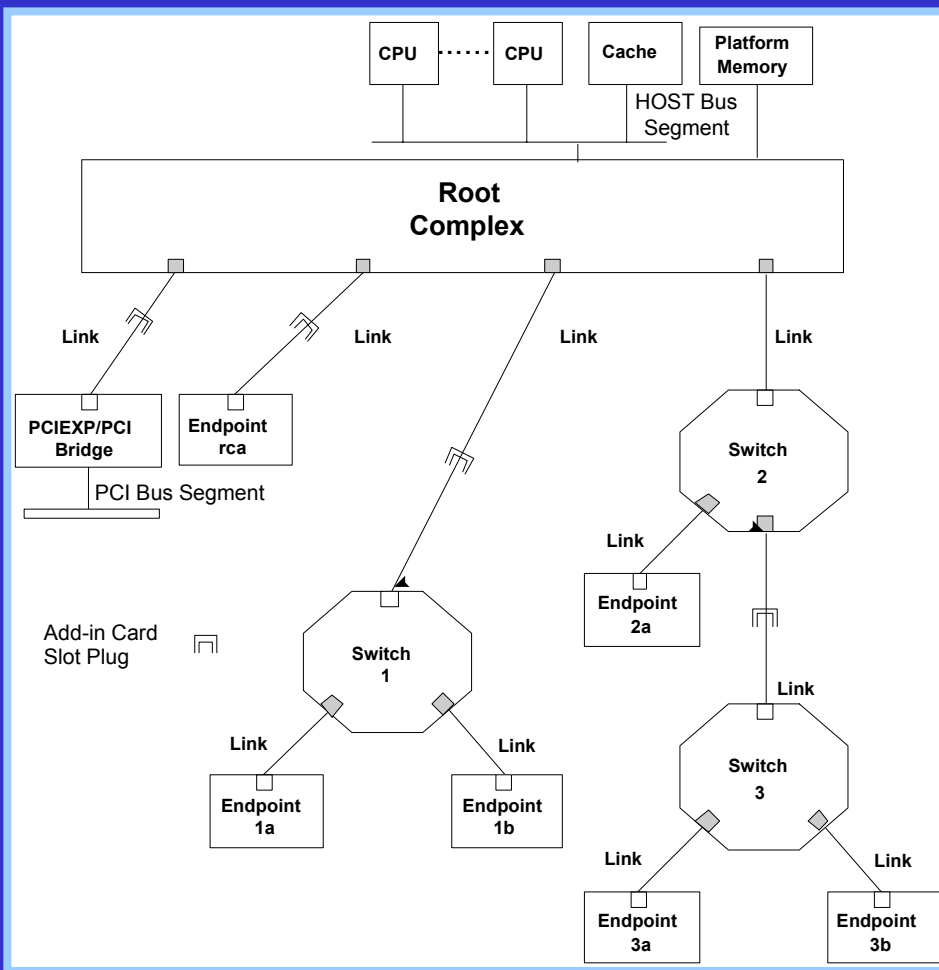 CPU
CPU
Cache
Platform
Memory
HOST Bus
Segment
Root
Complex
Link
Link
Link
Link
PCIEXP/PCI
Bridge
Endpoint
rca
PCI Bus Segment
Switch
2
Link
Endpoint
2a
Add-in Card
Slot Plug
Switch
1
Link
Link
Link
Endpoint
1a
Endpoint
1b
Switch
3
Link
Link
Endpoint
3a
Endpoint
3b